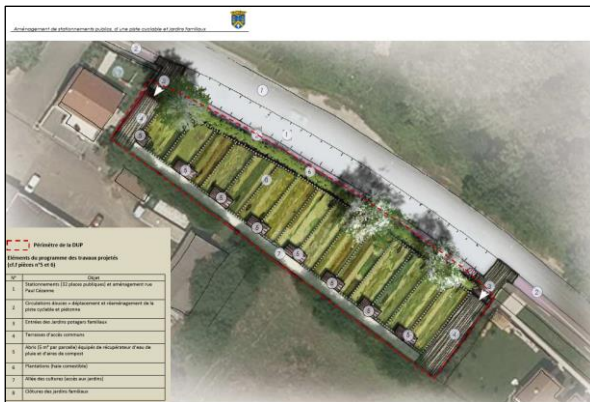 Aménagement de stationnements publics, d'une piste cyclable et jardins familiaux
Périmètre de la DUP
Eléments du programme des travaux projetés
(cf.f pièces n°5 et 6)
N° Objet
1 Stationnements (32 places publiques) et aménagement rue
Paul Cézanne
2 Circulations douces – déplacement et réaménagement de la
piste cyclable et piétonne
3 Entrées des Jardins potagers familiaux
4 Terrasses d'accès communs
5 Abris (5 m² par parcelle) équipés de récupérateur d'eau de
pluie et d'aires de compost
6 Plantations (haie comestible)
7 Allée des cultures (accès aux jardins)
8 Clôtures des jardins familiaux